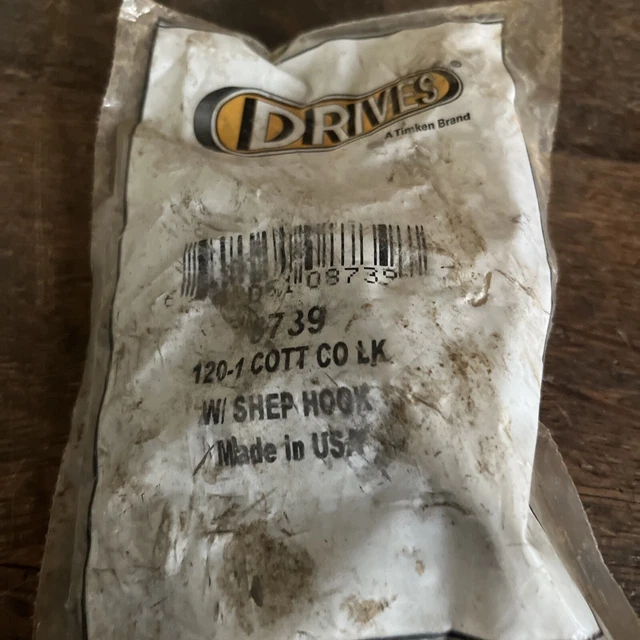 DRIVES®
A Timken Brand
08739
739
120-1 COTT CO LK
W/ SHEP HOOK
Made in USA